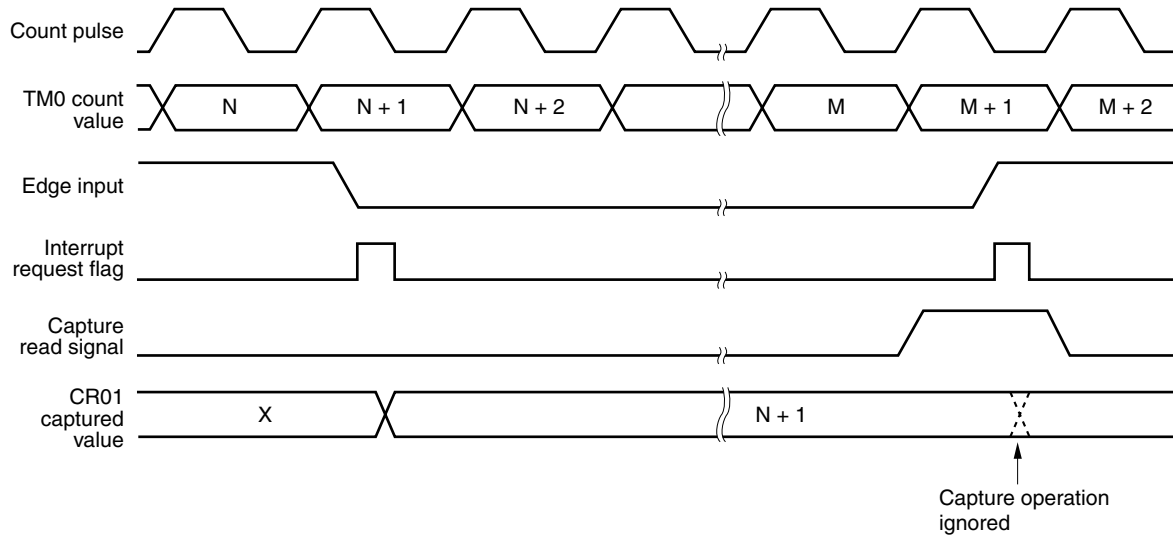 Count pulse
TM0 count
value
N
N + 1
N + 2
M
M + 1
M + 2
Edge input
Interrupt
request flag
Capture
read signal
CR01
captured
value
X
N + 1
Capture operation
ignored